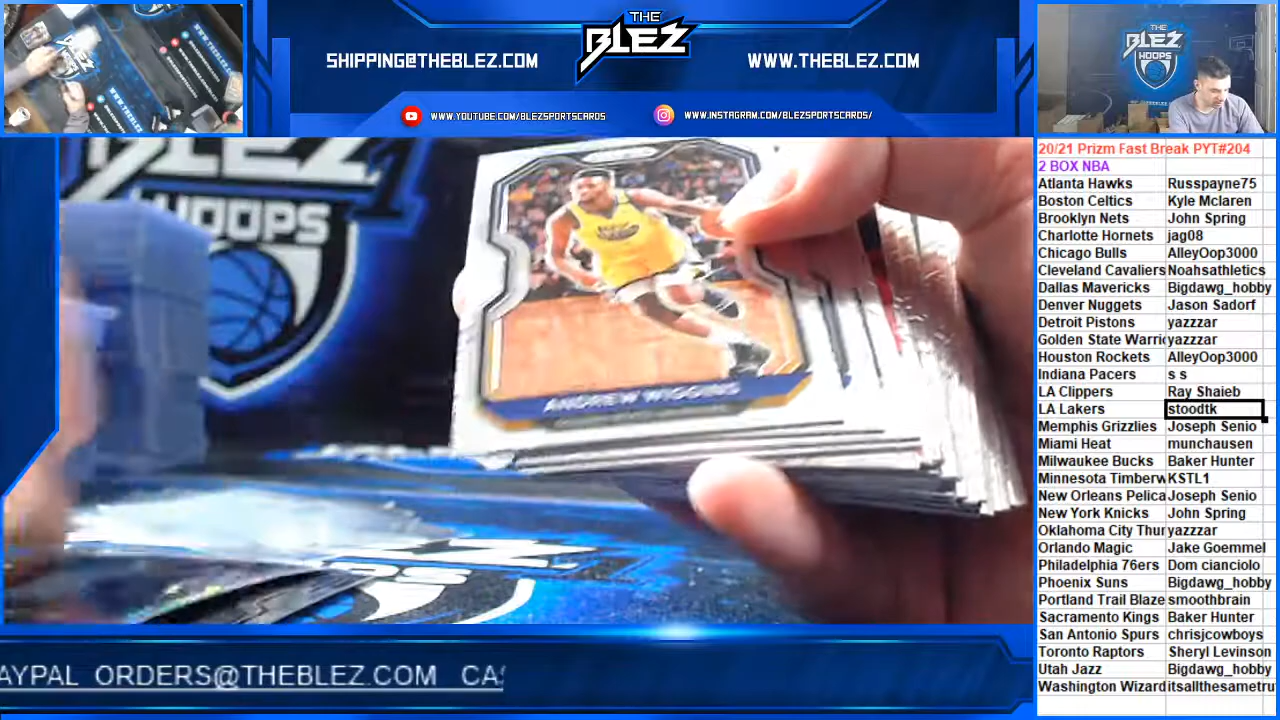 THE
BLEZ
SHIPPING@THEBLEZ.COM
WWW.THEBLEZ.COM
WWW.YOUTUBE.COM/BLEZSPORTSCARDS
WWW.INSTAGRAM.COM/BLEZSPORTSCARDS/
THE
BLEZ
HOOPS
BLEZ
HOOPS
ANDREW WIGGINS
20/21 Prizm Fast Break PYT#204
2 BOX NBA
Atlanta Hawks Russpayne75
Boston Celtics Kyle Mclaren
Brooklyn Nets John Spring
Charlotte Hornets jag08
Chicago Bulls AlleyOop3000
Cleveland Cavaliers Noahsathletics
Dallas Mavericks Bigdawg_hobby
Denver Nuggets Jason Sadorf
Detroit Pistons yazzzar
Golden State Warri yazzzar
Houston Rockets AlleyOop3000
Indiana Pacers s s
LA Clippers Ray Shaieb
LA Lakers stoodtk
Memphis Grizzlies Joseph Senio
Miami Heat munchausen
Milwaukee Bucks Baker Hunter
Minnesota Timberw KSTL1
New Orleans Pelica Joseph Senio
New York Knicks John Spring
Oklahoma City Thur yazzzar
Orlando Magic Jake Goemmel
Philadelphia 76ers Dom cianciolo
Phoenix Suns Bigdawg_hobby
Portland Trail Blaze smoothbrain
Sacramento Kings Baker Hunter
San Antonio Spurs chrisjcowboys
Toronto Raptors Sheryl Levinson
Utah Jazz Bigdawg_hobby
Washington Wizard itsallthesametru
AYPAL ORDERS@THEBLEZ.COM CAS